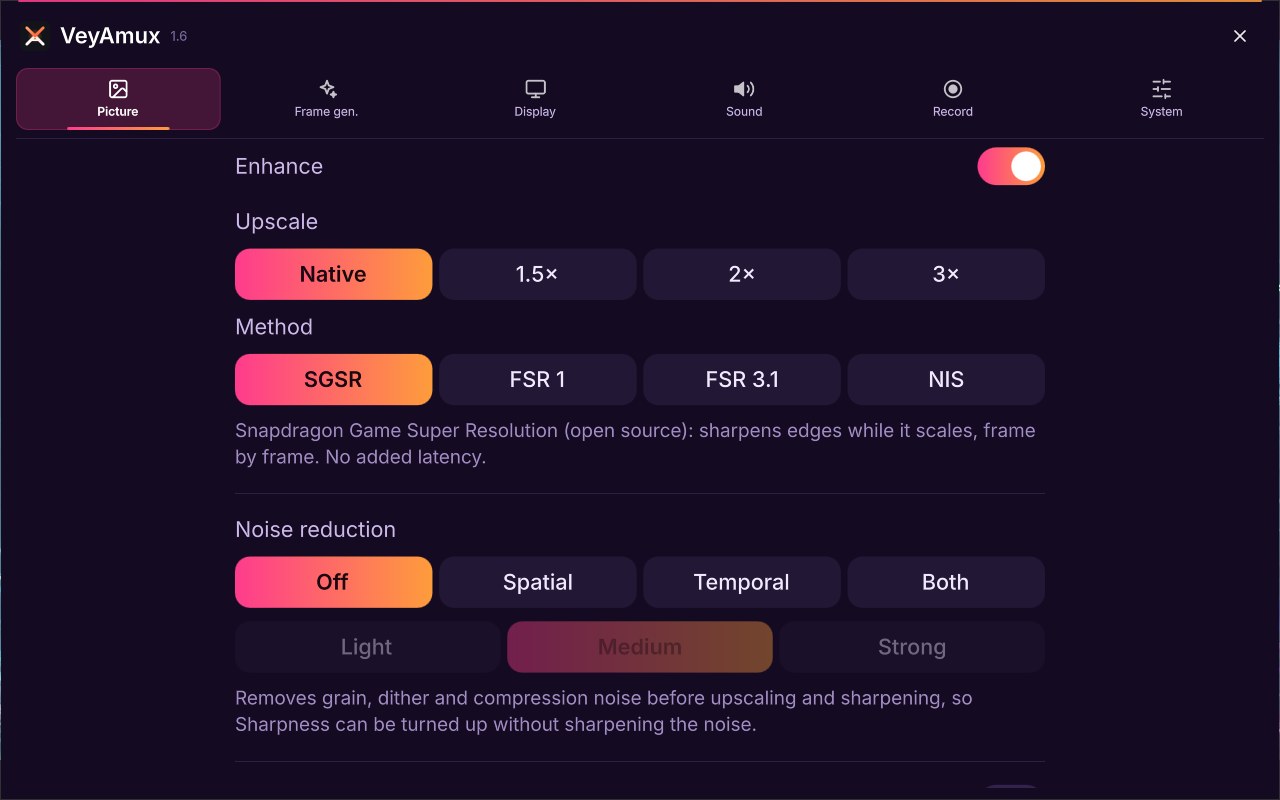 VeyAmux 1.6
Picture
Frame gen.
Display
Sound
Record
System
Enhance
Upscale
Native
1.5×
2×
3×
Method
SGSR
FSR 1
FSR 3.1
NIS
Snapdragon Game Super Resolution (open source): sharpens edges while it scales, frame
by frame. No added latency.
Noise reduction
Off
Spatial
Temporal
Both
Light
Medium
Strong
Removes grain, dither and compression noise before upscaling and sharpening, so
Sharpness can be turned up without sharpening the noise.